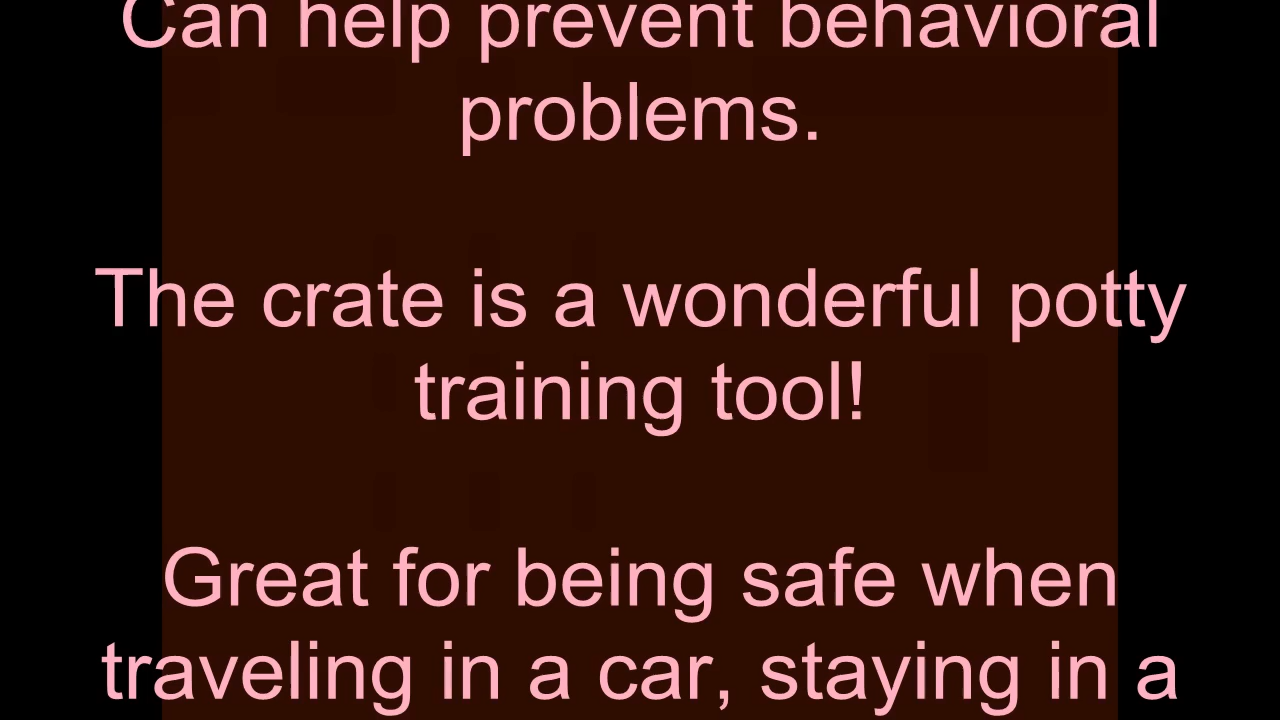 Can help prevent behavioral
problems.
The crate is a wonderful potty
training tool!
Great for being safe when
traveling in a car, staying in a